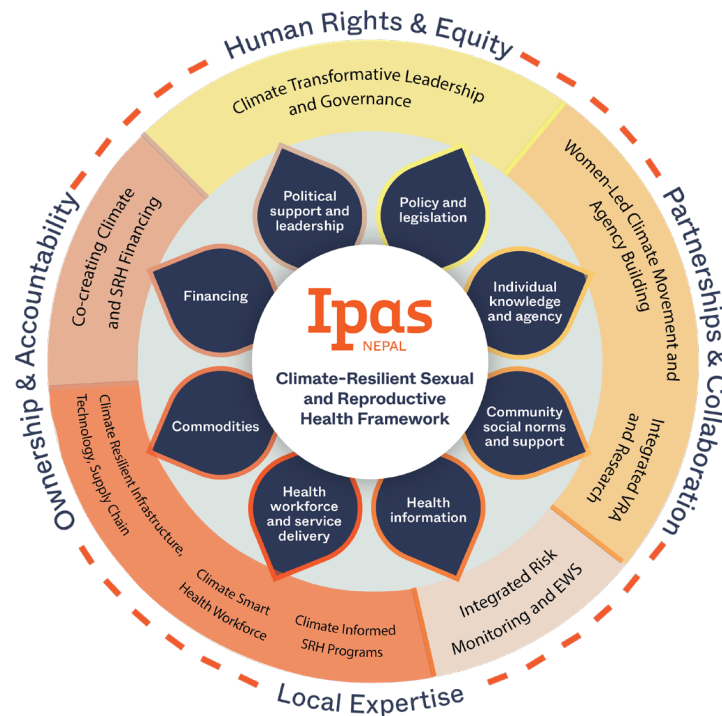 Human Rights & Equity
Climate Transformative Leadership
and Governance
Women-Led Climate Movement and
Agency Building
Integrated VRA
and Research
Partnerships & Collaboration
Integrated Risk
Monitoring and EWS
Local Expertise
Climate Informed
SRH Programs
Climate Smart
Health Workforce
Climate Resilient Infrastructure,
Technology, Supply Chain
Ownership & Accountability
Co-creating Climate
and SRH Financing
Political
support and
leadership
Policy and
legislation
Individual
knowledge
and agency
Community
social norms
and support
Health
information
Health
workforce
and service
delivery
Commodities
Financing
Ipas
NEPAL
Climate-Resilient Sexual
and Reproductive
Health Framework